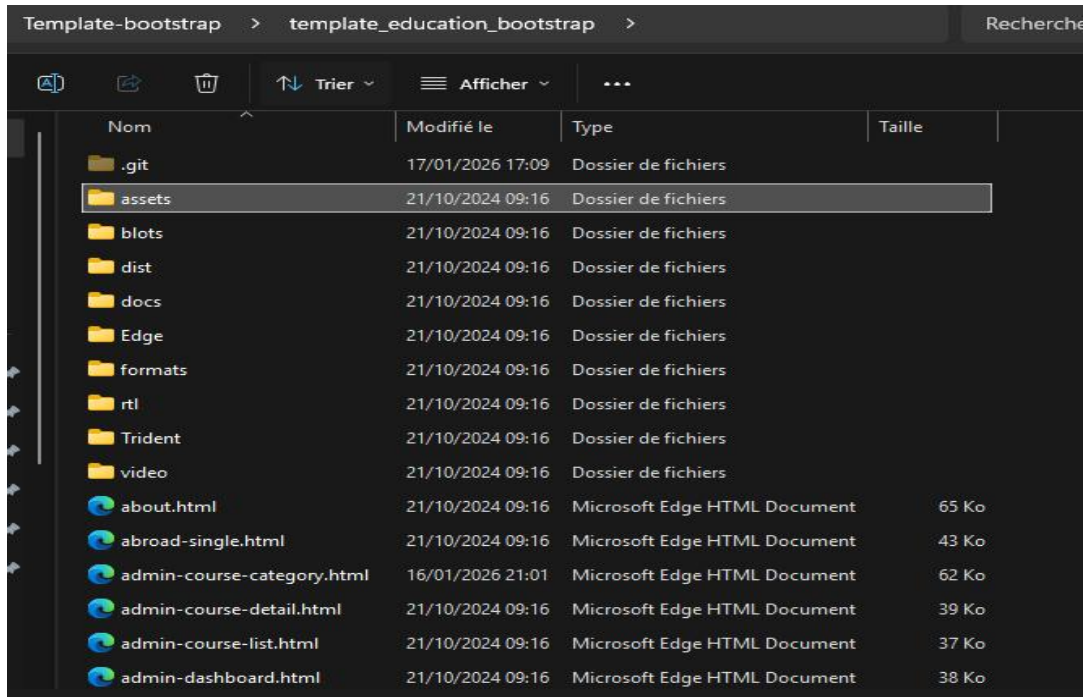 Template-bootstrap > template_education_bootstrap > Recherche
Trier Afficher ...
Nom Modifié le Type Taille
.git 17/01/2026 17:09 Dossier de fichiers
assets 21/10/2024 09:16 Dossier de fichiers
blots 21/10/2024 09:16 Dossier de fichiers
dist 21/10/2024 09:16 Dossier de fichiers
docs 21/10/2024 09:16 Dossier de fichiers
Edge 21/10/2024 09:16 Dossier de fichiers
formats 21/10/2024 09:16 Dossier de fichiers
rtl 21/10/2024 09:16 Dossier de fichiers
Trident 21/10/2024 09:16 Dossier de fichiers
video 21/10/2024 09:16 Dossier de fichiers
about.html 21/10/2024 09:16 Microsoft Edge HTML Document 65 Ko
abroad-single.html 21/10/2024 09:16 Microsoft Edge HTML Document 43 Ko
admin-course-category.html 16/01/2026 21:01 Microsoft Edge HTML Document 62 Ko
admin-course-detail.html 21/10/2024 09:16 Microsoft Edge HTML Document 39 Ko
admin-course-list.html 21/10/2024 09:16 Microsoft Edge HTML Document 37 Ko
admin-dashboard.html 21/10/2024 09:16 Microsoft Edge HTML Document 38 Ko